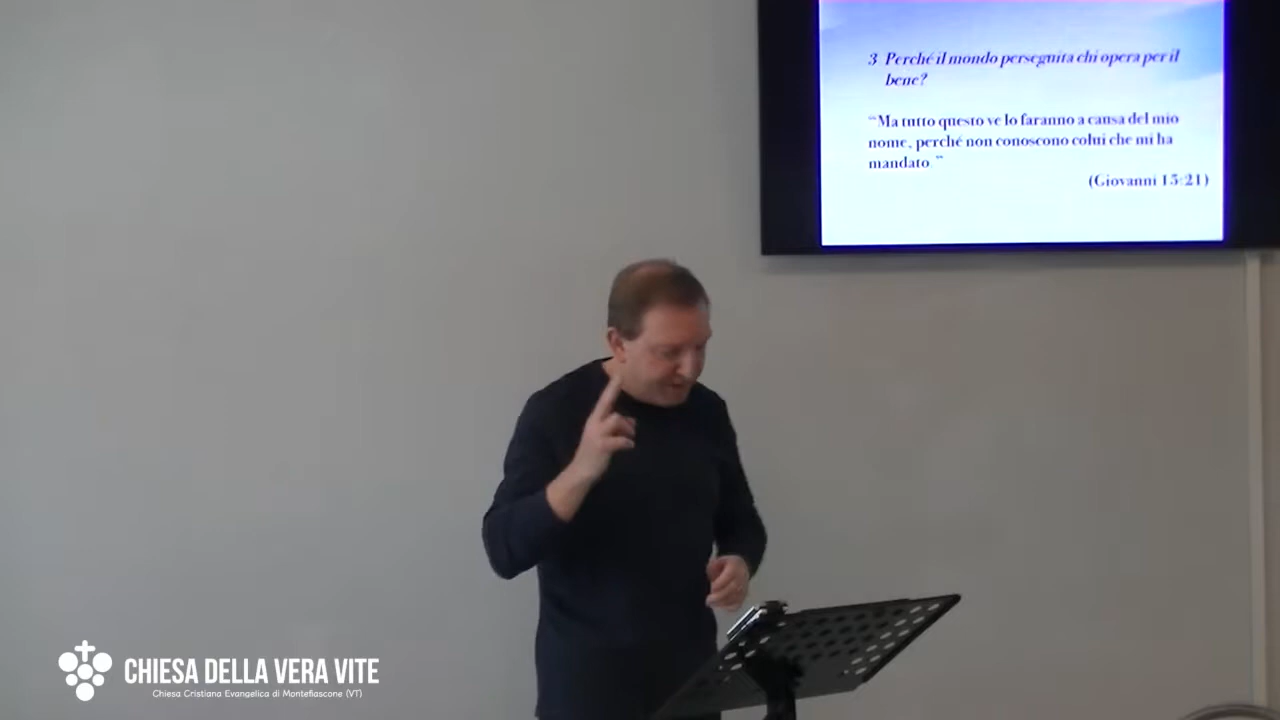 3 Perché il mondo perseguita chi opera per il
bene?
“Ma tutto questo ve lo faranno a causa del mio
nome, perché non conoscono colui che mi ha
mandato.”
(Giovanni 15:21)
CHIESA DELLA VERA VITE
Chiesa Cristiana Evangelica di Montefiascone (VT)